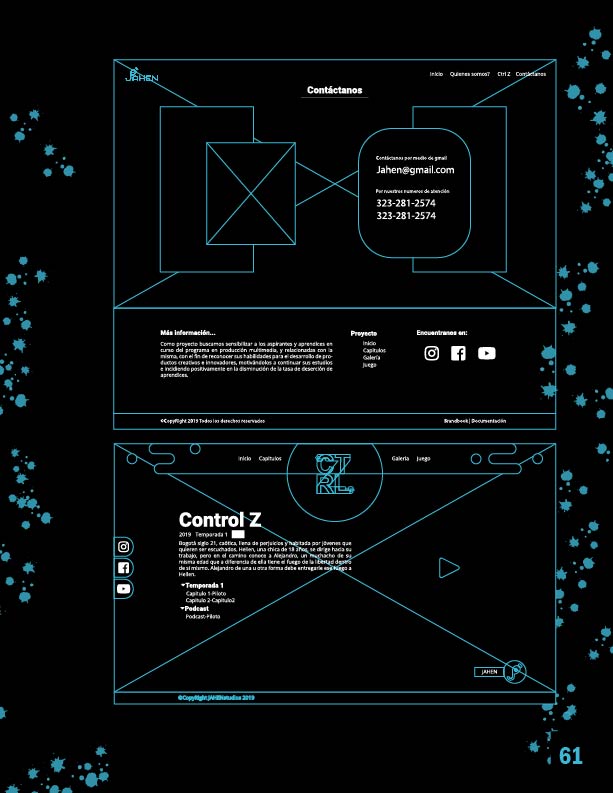 JAHEN
Inicio Quienes somos? Ctrl Z Contáctanos
Contáctanos
Contáctanos por medio de gmail
Jahen@gmail.com
Por nuestros numeros de atención
323-281-2574
323-281-2574
Más información...
Como proyecto buscamos sensibilitar a los aspirantes y aprendices en
curso del programa en producción multimedia, y relacionadas con la
misma, con el fin de reconocer sus habilidades para el desarrollo de pro-
ductos creativos e innovadores, motivándolos a continuar sus estudios
e incidiendo positivamente en la disminución de la tasa de deserción de
aprendices.
Proyecto
Inicio
Capitulos
Galería
Juego
Encuentranos en:
©CopyRight 2019 Todos los derechos reservados
Brandbook | Documentación
Inicio Capitulos
CTRL
Galeria Juego
Control Z
2019 Temporada 1
Bogotá siglo 21, caótica, lleno de perjuicios y habitada por jóvenes que
quieren ser escuchados. Hellen, una chica de 18 años, se dirige hacia su
trabajo, pero en el camino conoce a Alejandro, un muchacho de su
misma edad que a diferencia de ella tiene el fuego de la libertad dentro
de si mismo. Alejandro de una u otra forma debe entregarle ese fuego a
Hellen.
Temporada 1
Capitulo 1-Piloto
Capitulo 2-Capitulo2
Podcast
Podcast-Piloto
JAHEN
©CopyRight JAHENstudios 2019
61